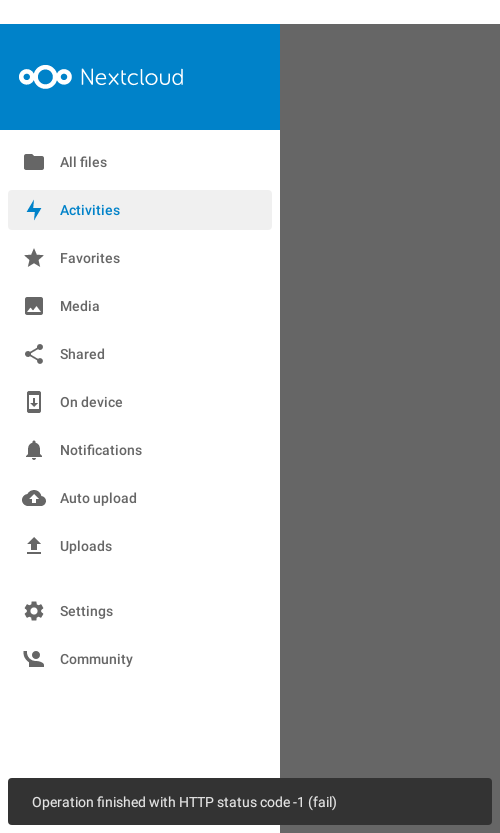 Nextcloud
All files
Activities
Favorites
Media
Shared
On device
Notifications
Auto upload
Uploads
Settings
Community
Operation finished with HTTP status code -1 (fail)